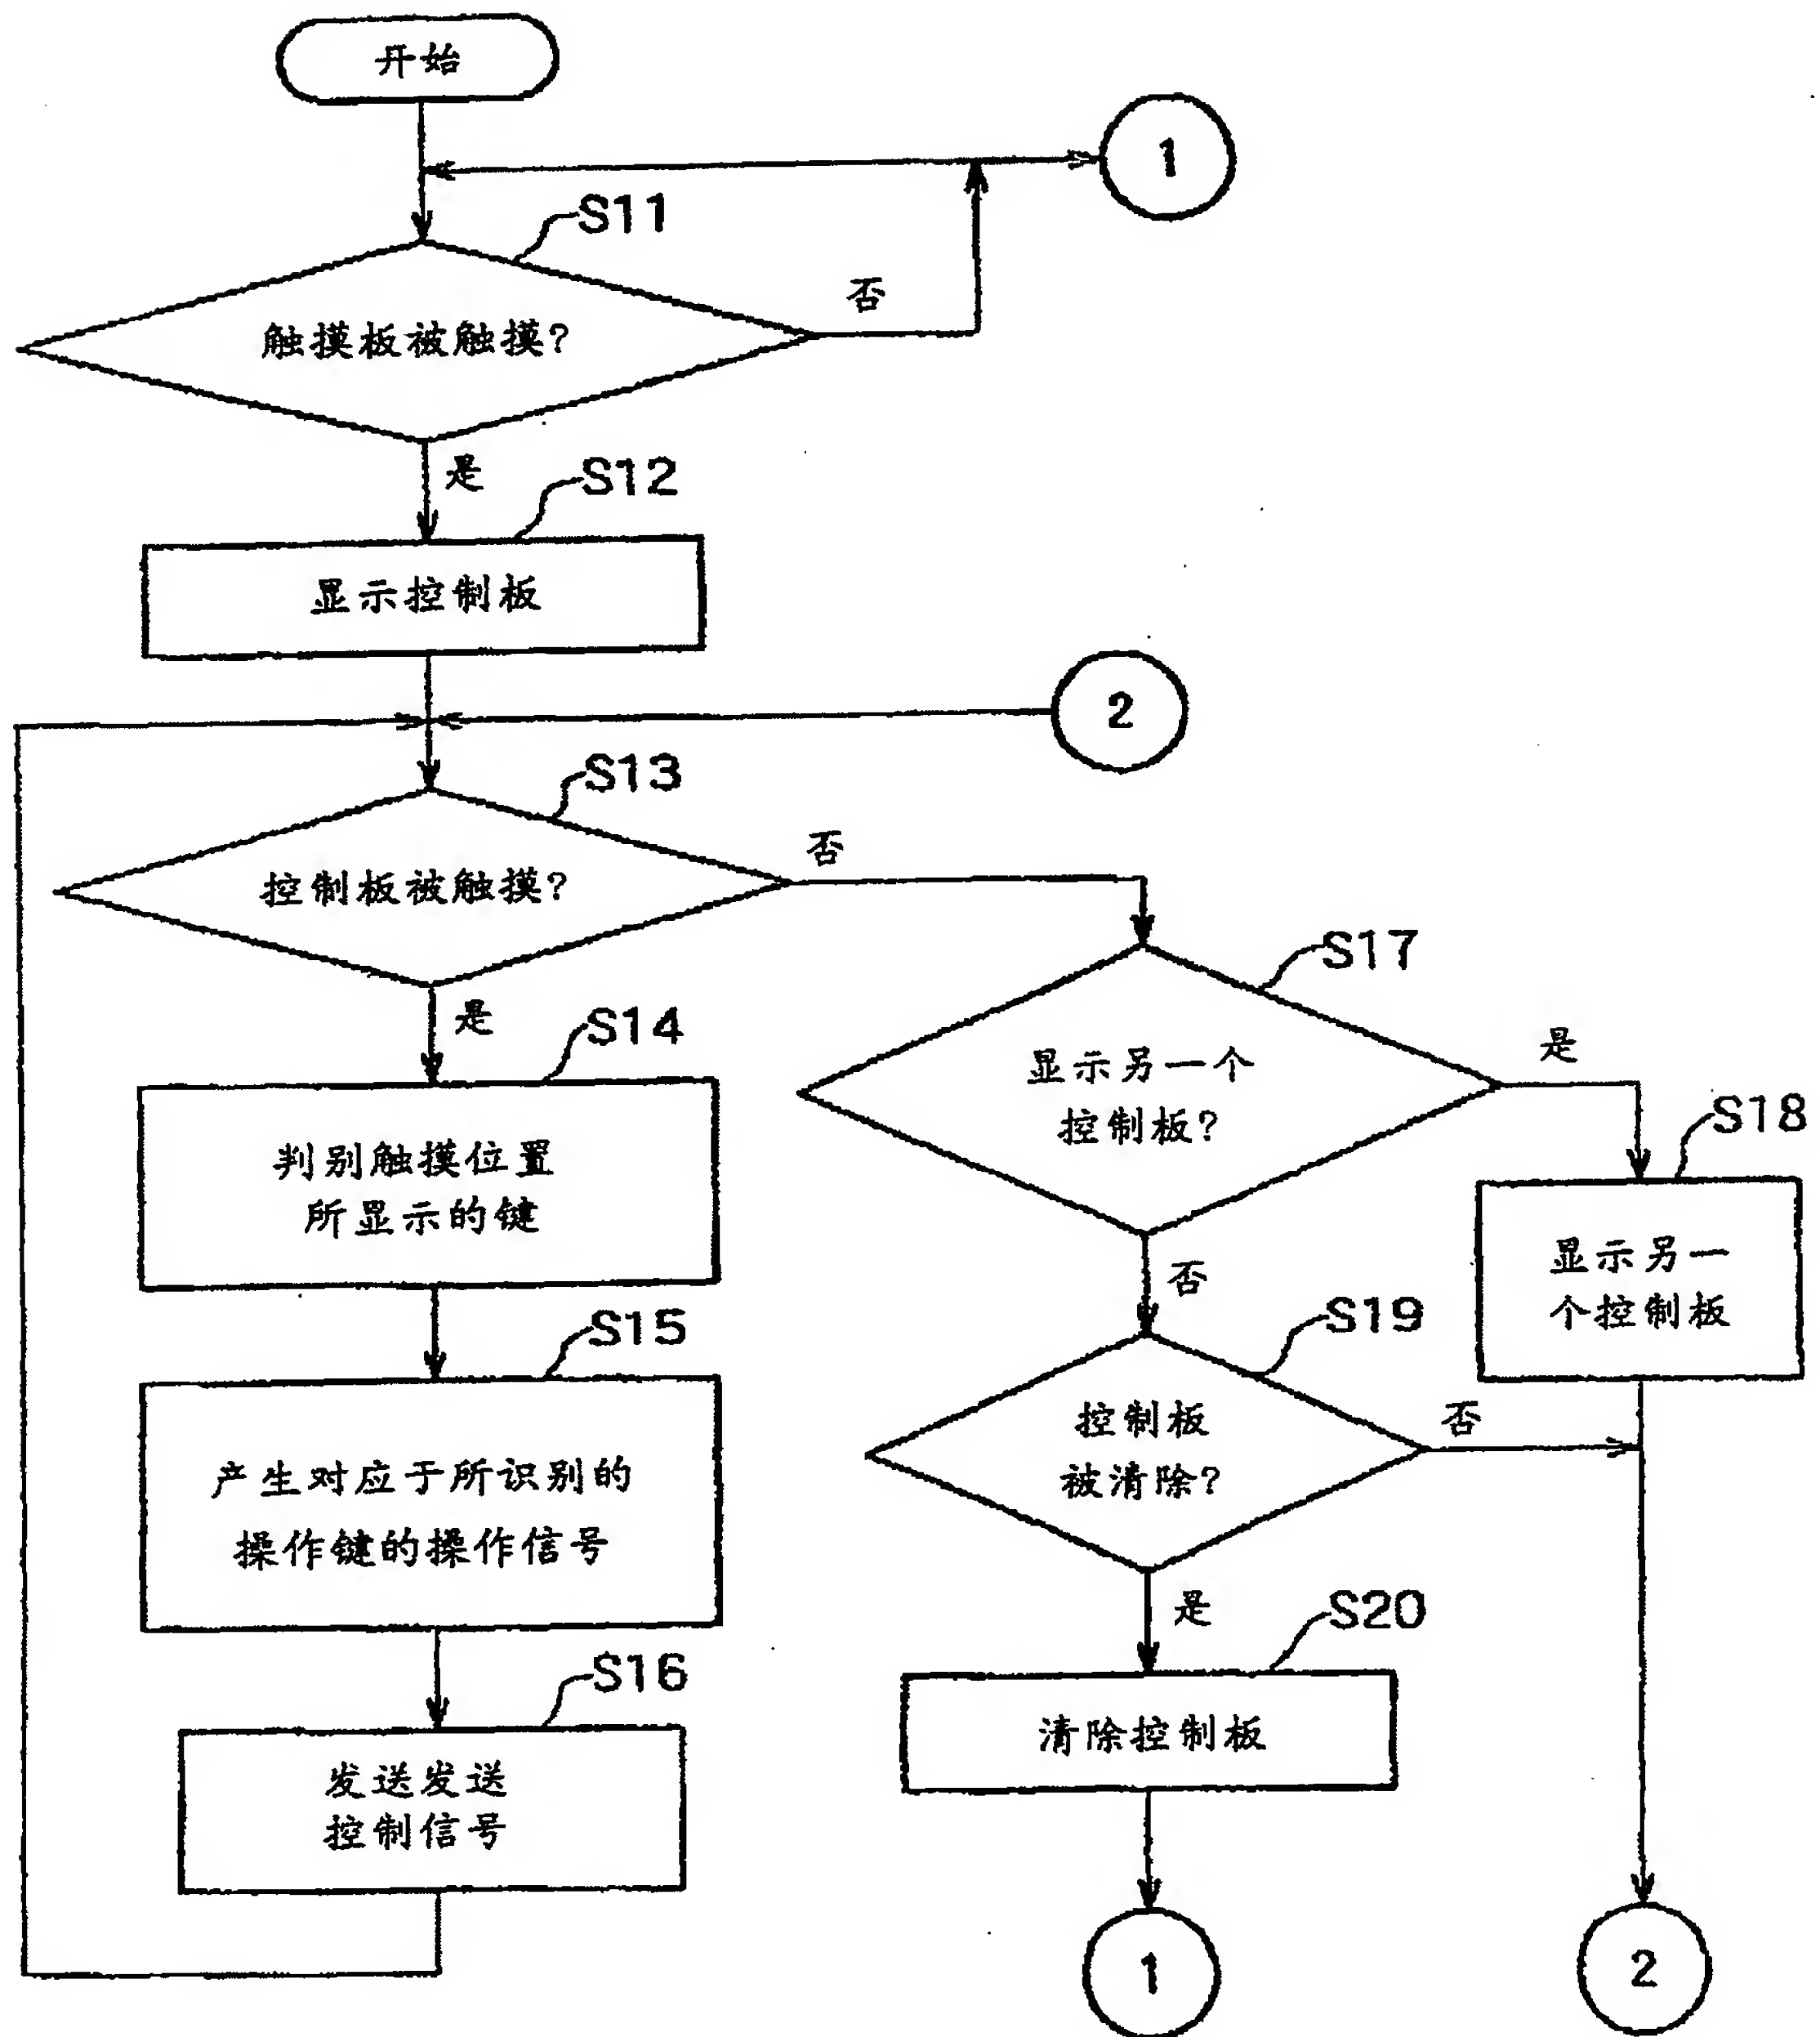 开始
1
S11
触摸板被触摸?
否
是
S12
显示控制板
2
S13
控制板被触摸?
否
是
S14
判别触摸位置
所显示的键
S15
产生对应于所识别的
操作键的操作信号
S16
发送发送
控制信号
S17
显示另一个
控制板?
是
S18
显示另一
个控制板
否
S19
控制板
被清除?
否
是
S20
清除控制板
1
2